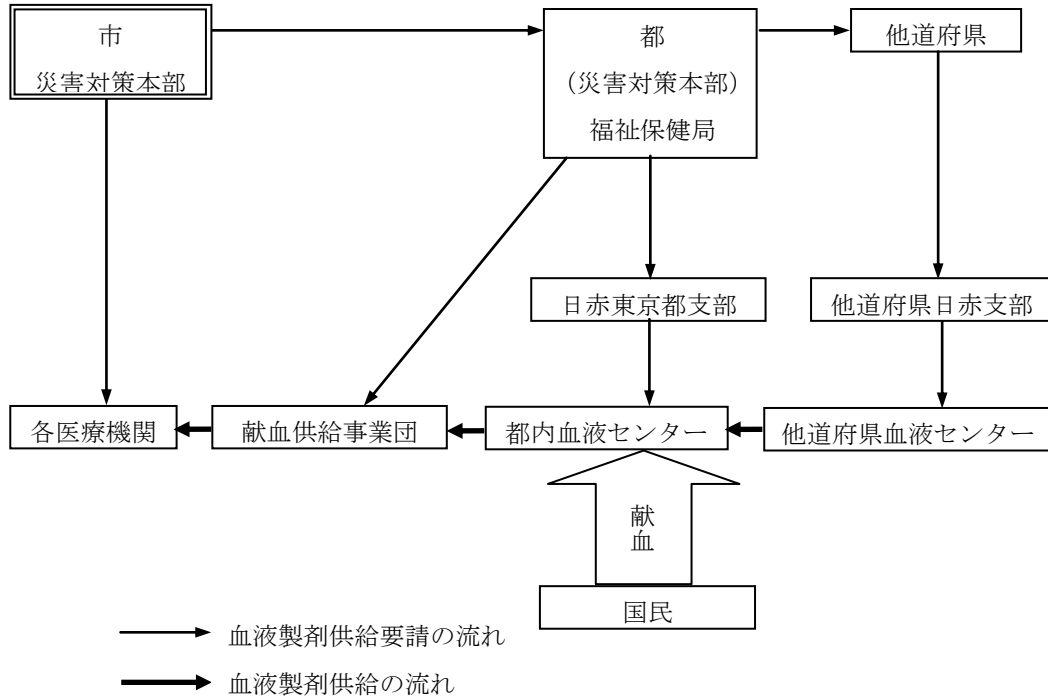 市
災害対策本部
都
（災害対策本部）
福祉保健局
他道府県
日赤東京都支部
他道府県日赤支部
各医療機関
献血供給事業団
都内血液センター
他道府県血液センター
献血
国民
血液製剤供給要請の流れ
血液製剤供給の流れ